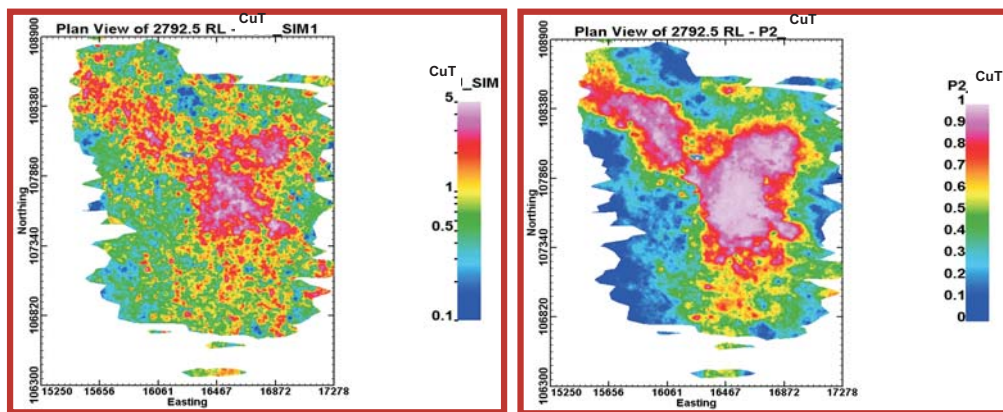 CuT
Plan View of 2792.5 RL - _SIM1
108900
108380
107860
107340
106820
106300
Northing
15250 15656 16061 16467 16872 17278
Easting
CuT
_SIM
5.
1
0.5
0.1
CuT
Plan View of 2792.5 RL - P2_
108900
108380
107860
107340
106820
106300
Northing
15250 15656 16061 16467 16872 17278
Easting
CuT
P2_
1
0.9
0.8
0.7
0.6
0.5
0.4
0.3
0.2
0.1
0